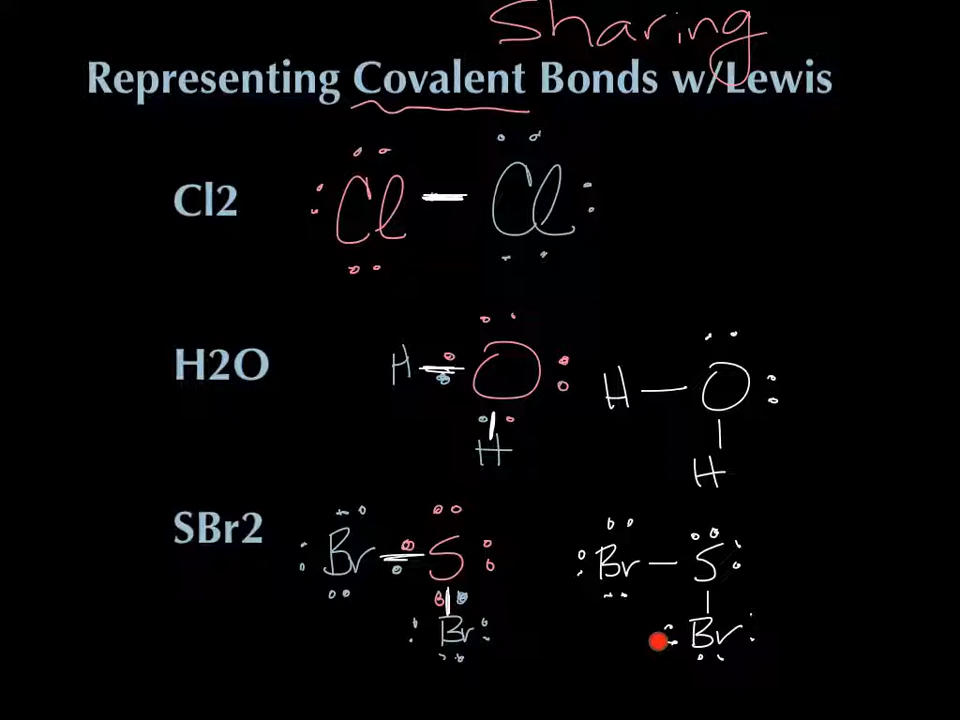 Sharing
Representing Covalent Bonds w/Lewis
Cl2 Cl – Cl
H2O H O H – O
H H
SBr2 Br S Br – S
Br Br